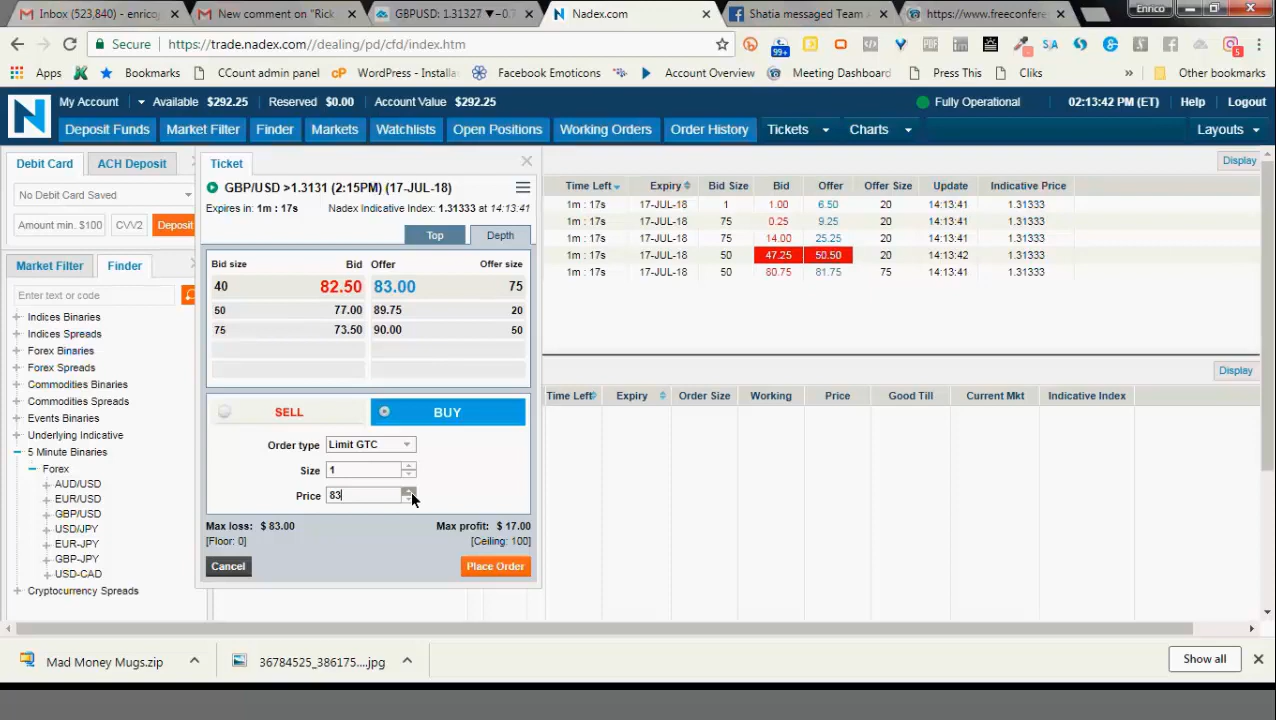 Inbox (523,840) - enrico
New comment on "Rick
GBPUSD: 1.31327 ▼−0.7
Nadex.com
Shatia messaged Team A
https://www.freeconfere
Enrico
Secure
https://trade.nadex.com//dealing/pd/cfd/index.htm
99+
5
Apps
Bookmarks
CCount admin panel
WordPress - Installa
Facebook Emoticons
Account Overview
Meeting Dashboard
Press This
Cliks
»
Other bookmarks
My Account
Available $292.25
Reserved $0.00
Account Value $292.25
Fully Operational
02:13:42 PM (ET)
Help
Logout
N
Deposit Funds
Market Filter
Finder
Markets
Watchlists
Open Positions
Working Orders
Order History
Tickets
Charts
Layouts
Debit Card
ACH Deposit
No Debit Card Saved
Amount min. $100
CVV2
Deposit
Market Filter
Finder
Enter text or code
Indices Binaries
Indices Spreads
Forex Binaries
Forex Spreads
Commodities Binaries
Commodities Spreads
Events Binaries
Underlying Indicative
5 Minute Binaries
Forex
AUD/USD
EUR/USD
GBP/USD
USD/JPY
EUR-JPY
GBP-JPY
USD-CAD
Cryptocurrency Spreads
Ticket
GBP/USD >1.3131 (2:15PM) (17-JUL-18)
Expires in: 1m : 17s
Nadex Indicative Index: 1.31333 at 14:13:41
Top
Depth
Bid size Bid Offer Offer size
40 82.50 83.00 75
50 77.00 89.75 20
75 73.50 90.00 50
SELL
BUY
Order type Limit GTC
Size 1
Price 83
Max loss: $ 83.00
Max profit: $ 17.00
[Floor: 0]
[Ceiling: 100]
Cancel
Place Order
Display
Time Left Expiry Bid Size Bid Offer Offer Size Update Indicative Price
1m : 17s 17-JUL-18 1 1.00 6.50 20 14:13:41 1.31333
1m : 17s 17-JUL-18 75 0.25 9.25 20 14:13:41 1.31333
1m : 17s 17-JUL-18 75 14.00 25.25 20 14:13:41 1.31333
1m : 17s 17-JUL-18 50 47.25 50.50 20 14:13:42 1.31333
1m : 17s 17-JUL-18 50 80.75 81.75 75 14:13:41 1.31333
Display
Time Left Expiry Order Size Working Price Good Till Current Mkt Indicative Index
Mad Money Mugs.zip
36784525_386175....jpg
Show all